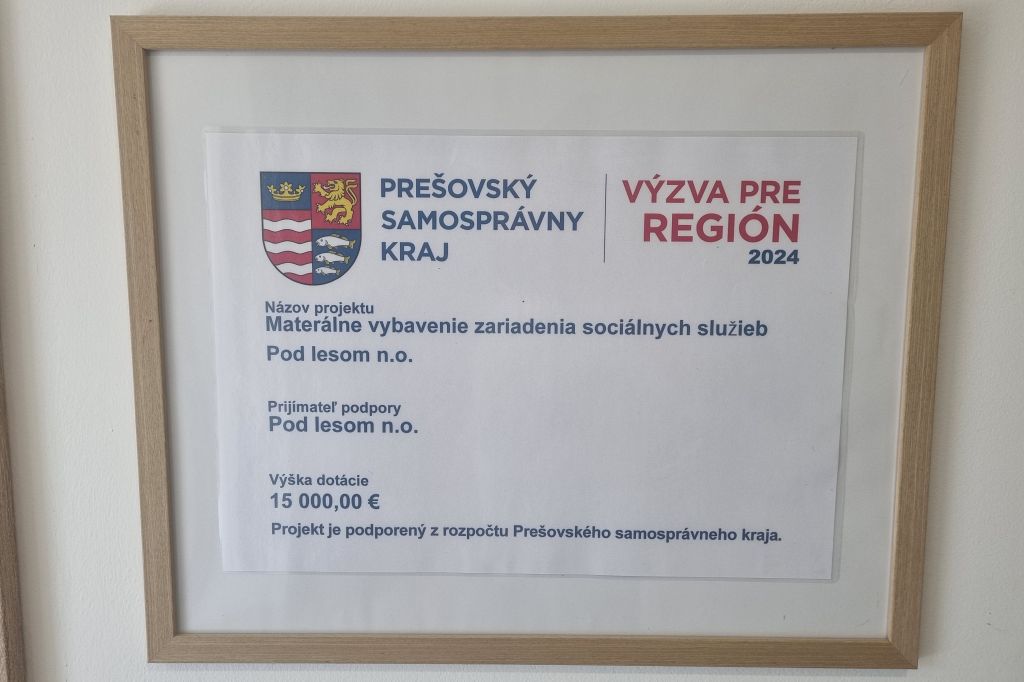 PREŠOVSKÝ
SAMOSPRÁVNY
KRAJ
VÝZVA PRE
REGIÓN
2024
Názov projektu
Materálne vybavenie zariadenia sociálnych služieb
Pod lesom n.o.
Prijímateľ podpory
Pod lesom n.o.
Výška dotácie
15 000,00 €
Projekt je podporený z rozpočtu Prešovského samosprávneho kraja.